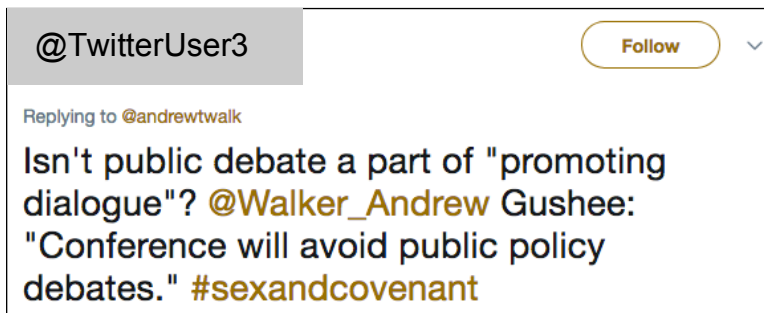 @TwitterUser3
Follow
Replying to @andrewtwalk
Isn't public debate a part of "promoting
dialogue"? @Walker_Andrew Gushee:
"Conference will avoid public policy
debates." #sexandcovenant